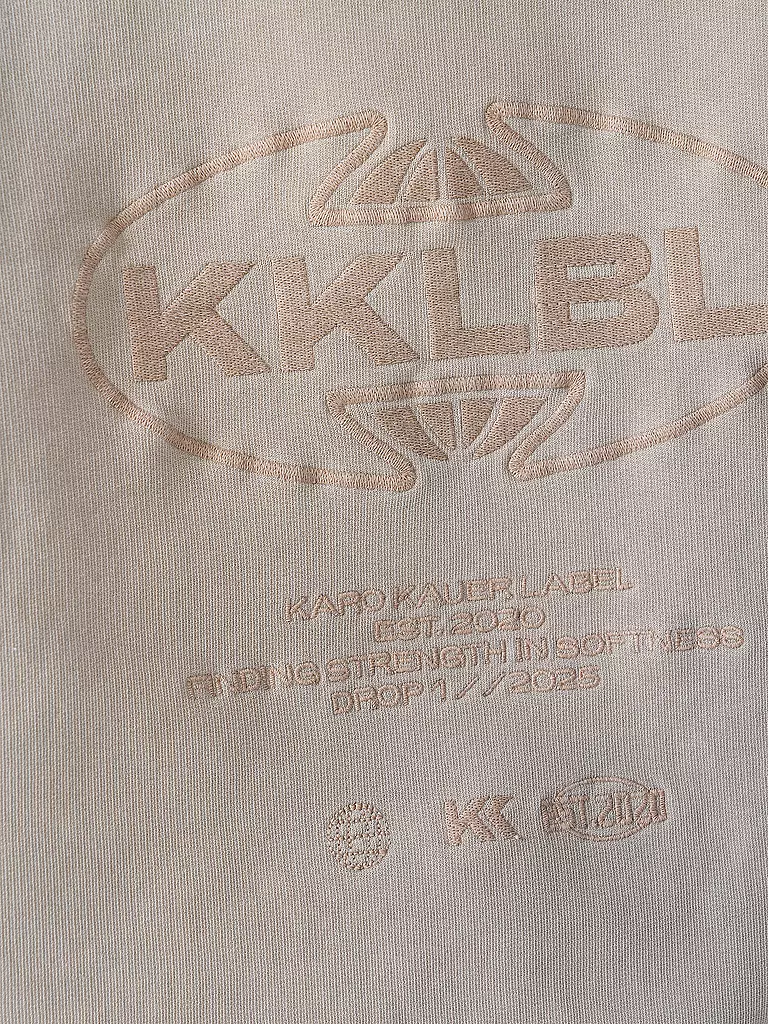 KKLBL
KARO KAUER LABEL
EST. 2020
FINDING STRENGTH IN SOFTNESS
DROP 1 // 2025
KK